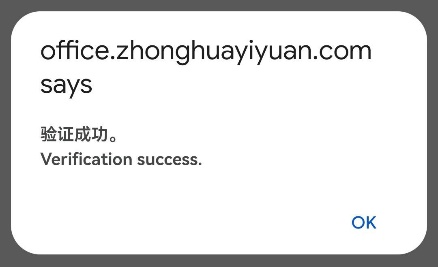 office.zhonghuayiyuan.com
says
验证成功。
Verification success.
OK